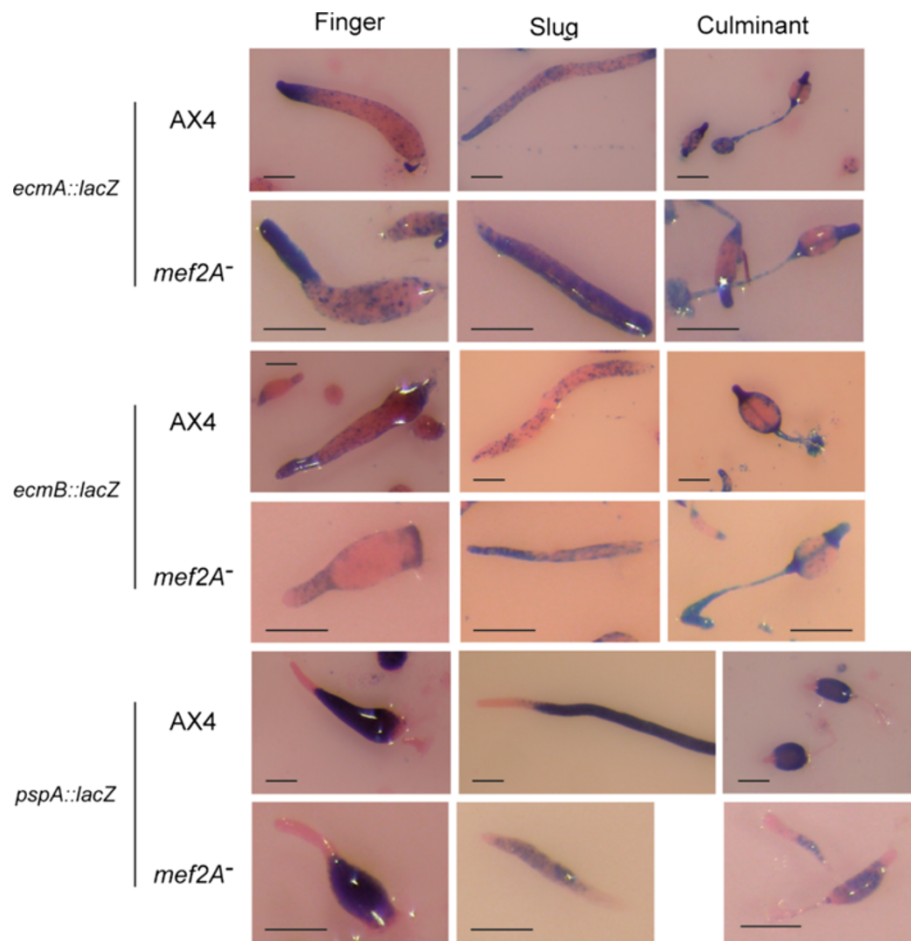 Finger Slug Culminant
AX4
ecmA::lacZ
mef2A⁻
AX4
ecmB::lacZ
mef2A⁻
AX4
pspA::lacZ
mef2A⁻